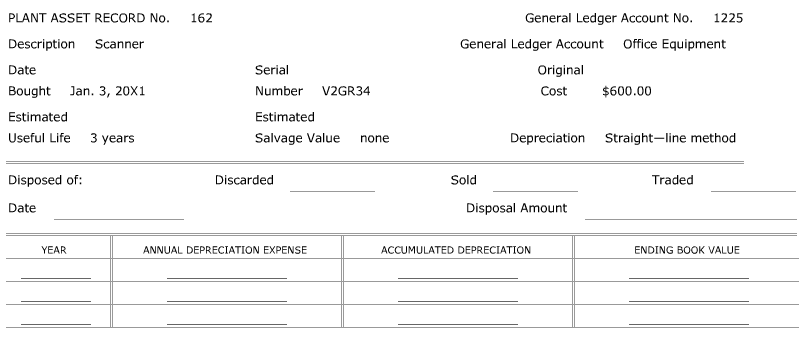 PLANT ASSET RECORD No. 162 General Ledger Account No. 1225
Description Scanner General Ledger Account Office Equipment
Date Serial Original
Bought Jan. 3, 20X1 Number V2GR34 Cost $600.00
Estimated Estimated
Useful Life 3 years Salvage Value none Depreciation Straight—line method
Disposed of: Discarded Sold Traded
Date Disposal Amount
YEAR ANNUAL DEPRECIATION EXPENSE ACCUMULATED DEPRECIATION ENDING BOOK VALUE